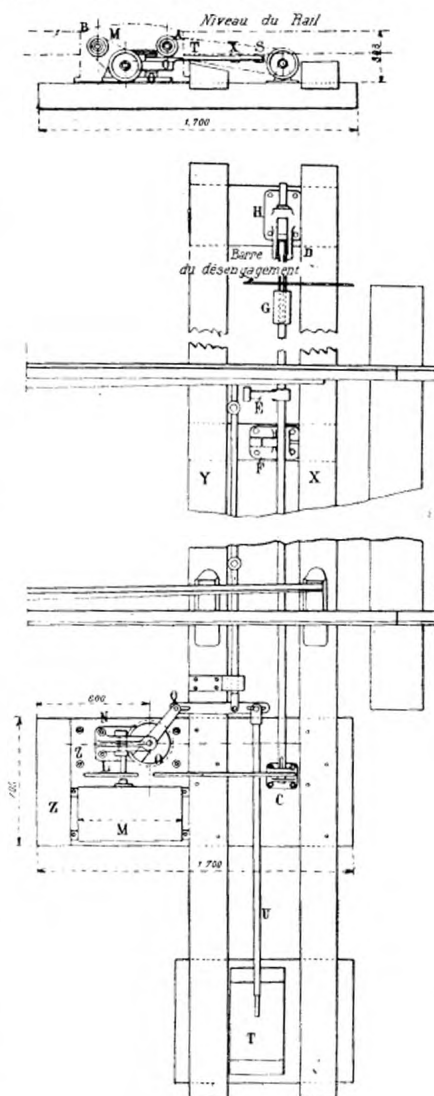 Niveau du Rail
B M A T X S
1.700
H
D
Barre
du désengagement
G
E
F
Y X
600
N Q
Z
L O
C
Z
M
1.700
U
T